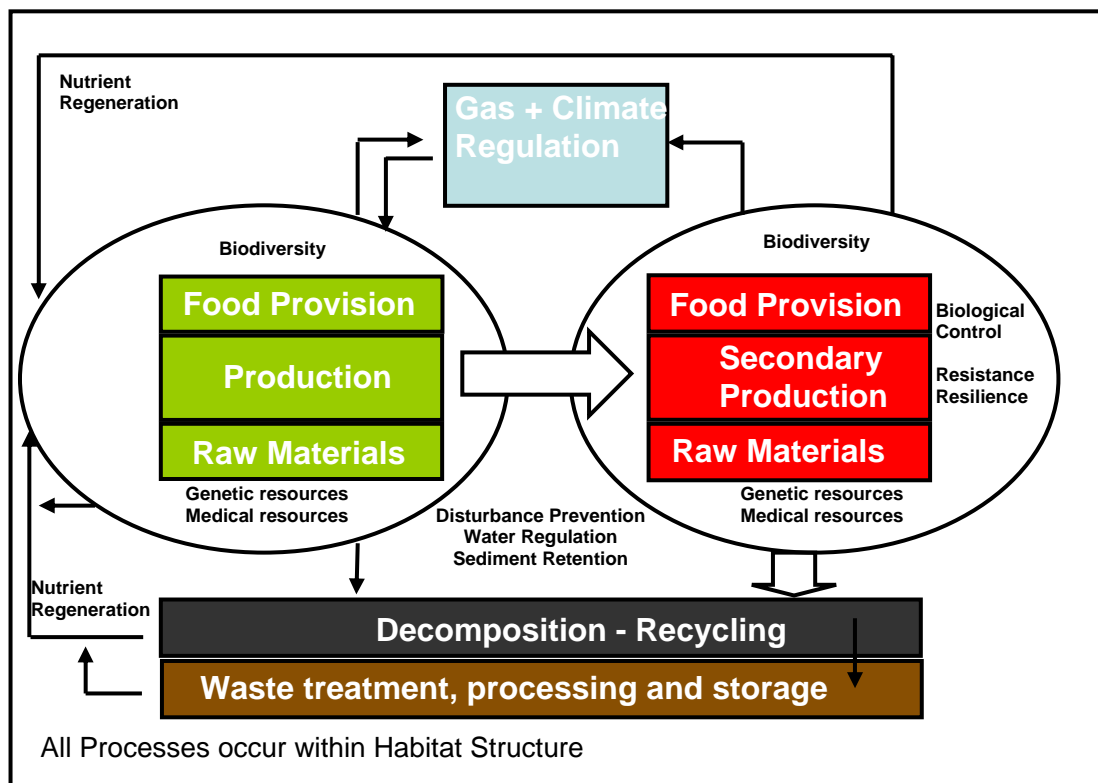 Nutrient
Regeneration
Gas + Climate
Regulation
Biodiversity
Food Provision
Production
Raw Materials
Genetic resources
Medical resources
Biodiversity
Food Provision
Secondary
Production
Raw Materials
Biological
Control
Resistance
Resilience
Genetic resources
Medical resources
Disturbance Prevention
Water Regulation
Sediment Retention
Nutrient
Regeneration
Decomposition - Recycling
Waste treatment, processing and storage
All Processes occur within Habitat Structure